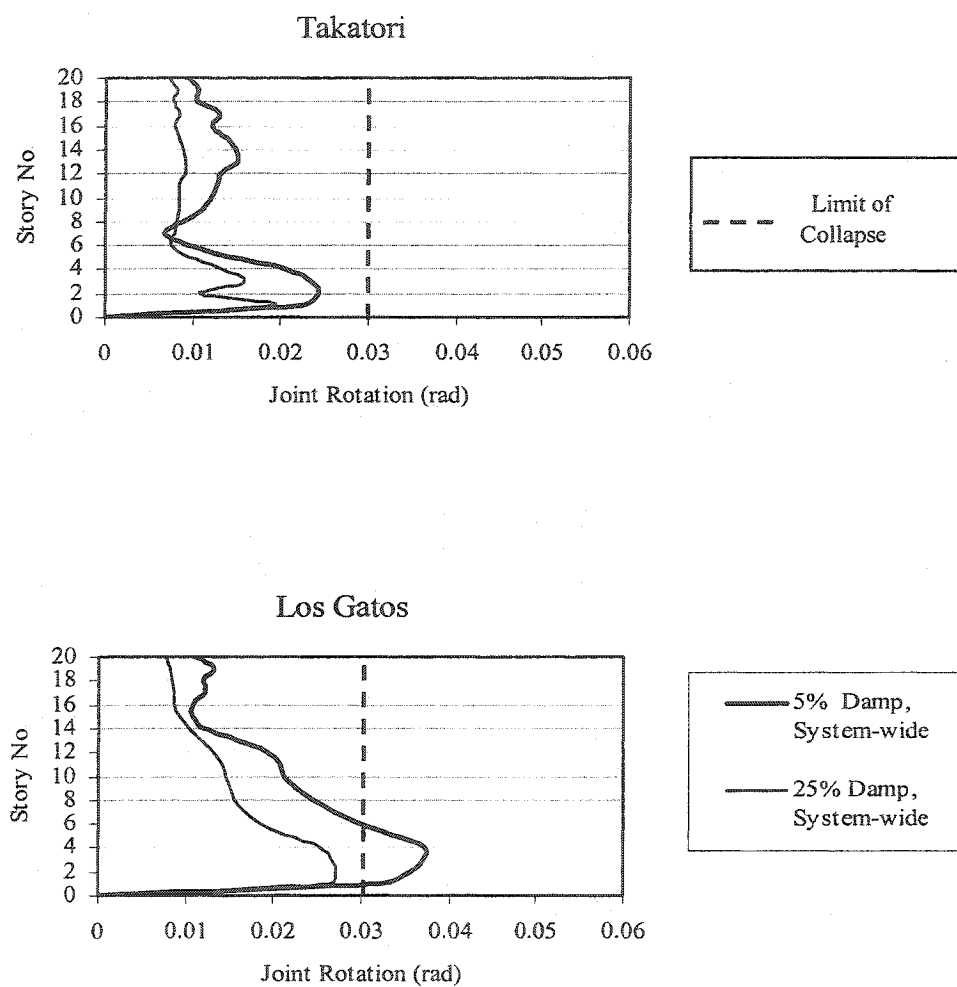 Takatori
20
18
16
14
12
10
8
6
4
2
0
Story No
0 0.01 0.02 0.03 0.04 0.05 0.06
Joint Rotation (rad)
Limit of
Collapse
Los Gatos
20
18
16
14
12
10
8
6
4
2
0
Story No
0 0.01 0.02 0.03 0.04 0.05 0.06
Joint Rotation (rad)
5% Damp,
System-wide
25% Damp,
System-wide